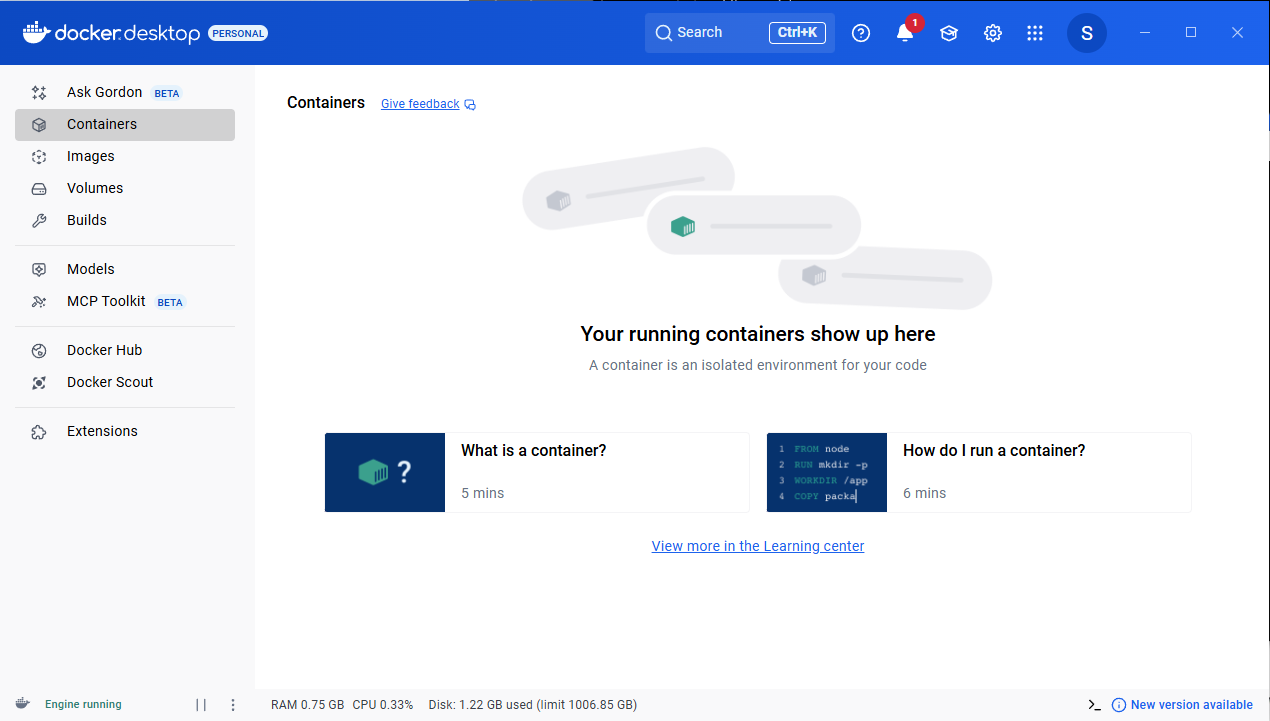 docker.desktop PERSONAL Search Ctrl+K 1 S
Ask Gordon BETA
Containers
Images
Volumes
Builds
Models
MCP Toolkit BETA
Docker Hub
Docker Scout
Extensions
Containers Give feedback
Your running containers show up here
A container is an isolated environment for your code
?
What is a container?
5 mins
1 FROM node
2 RUN mkdir -p
3 WORKDIR /app
4 COPY packa
How do I run a container?
6 mins
View more in the Learning center
Engine running RAM 0.75 GB CPU 0.33% Disk: 1.22 GB used (limit 1006.85 GB) New version available